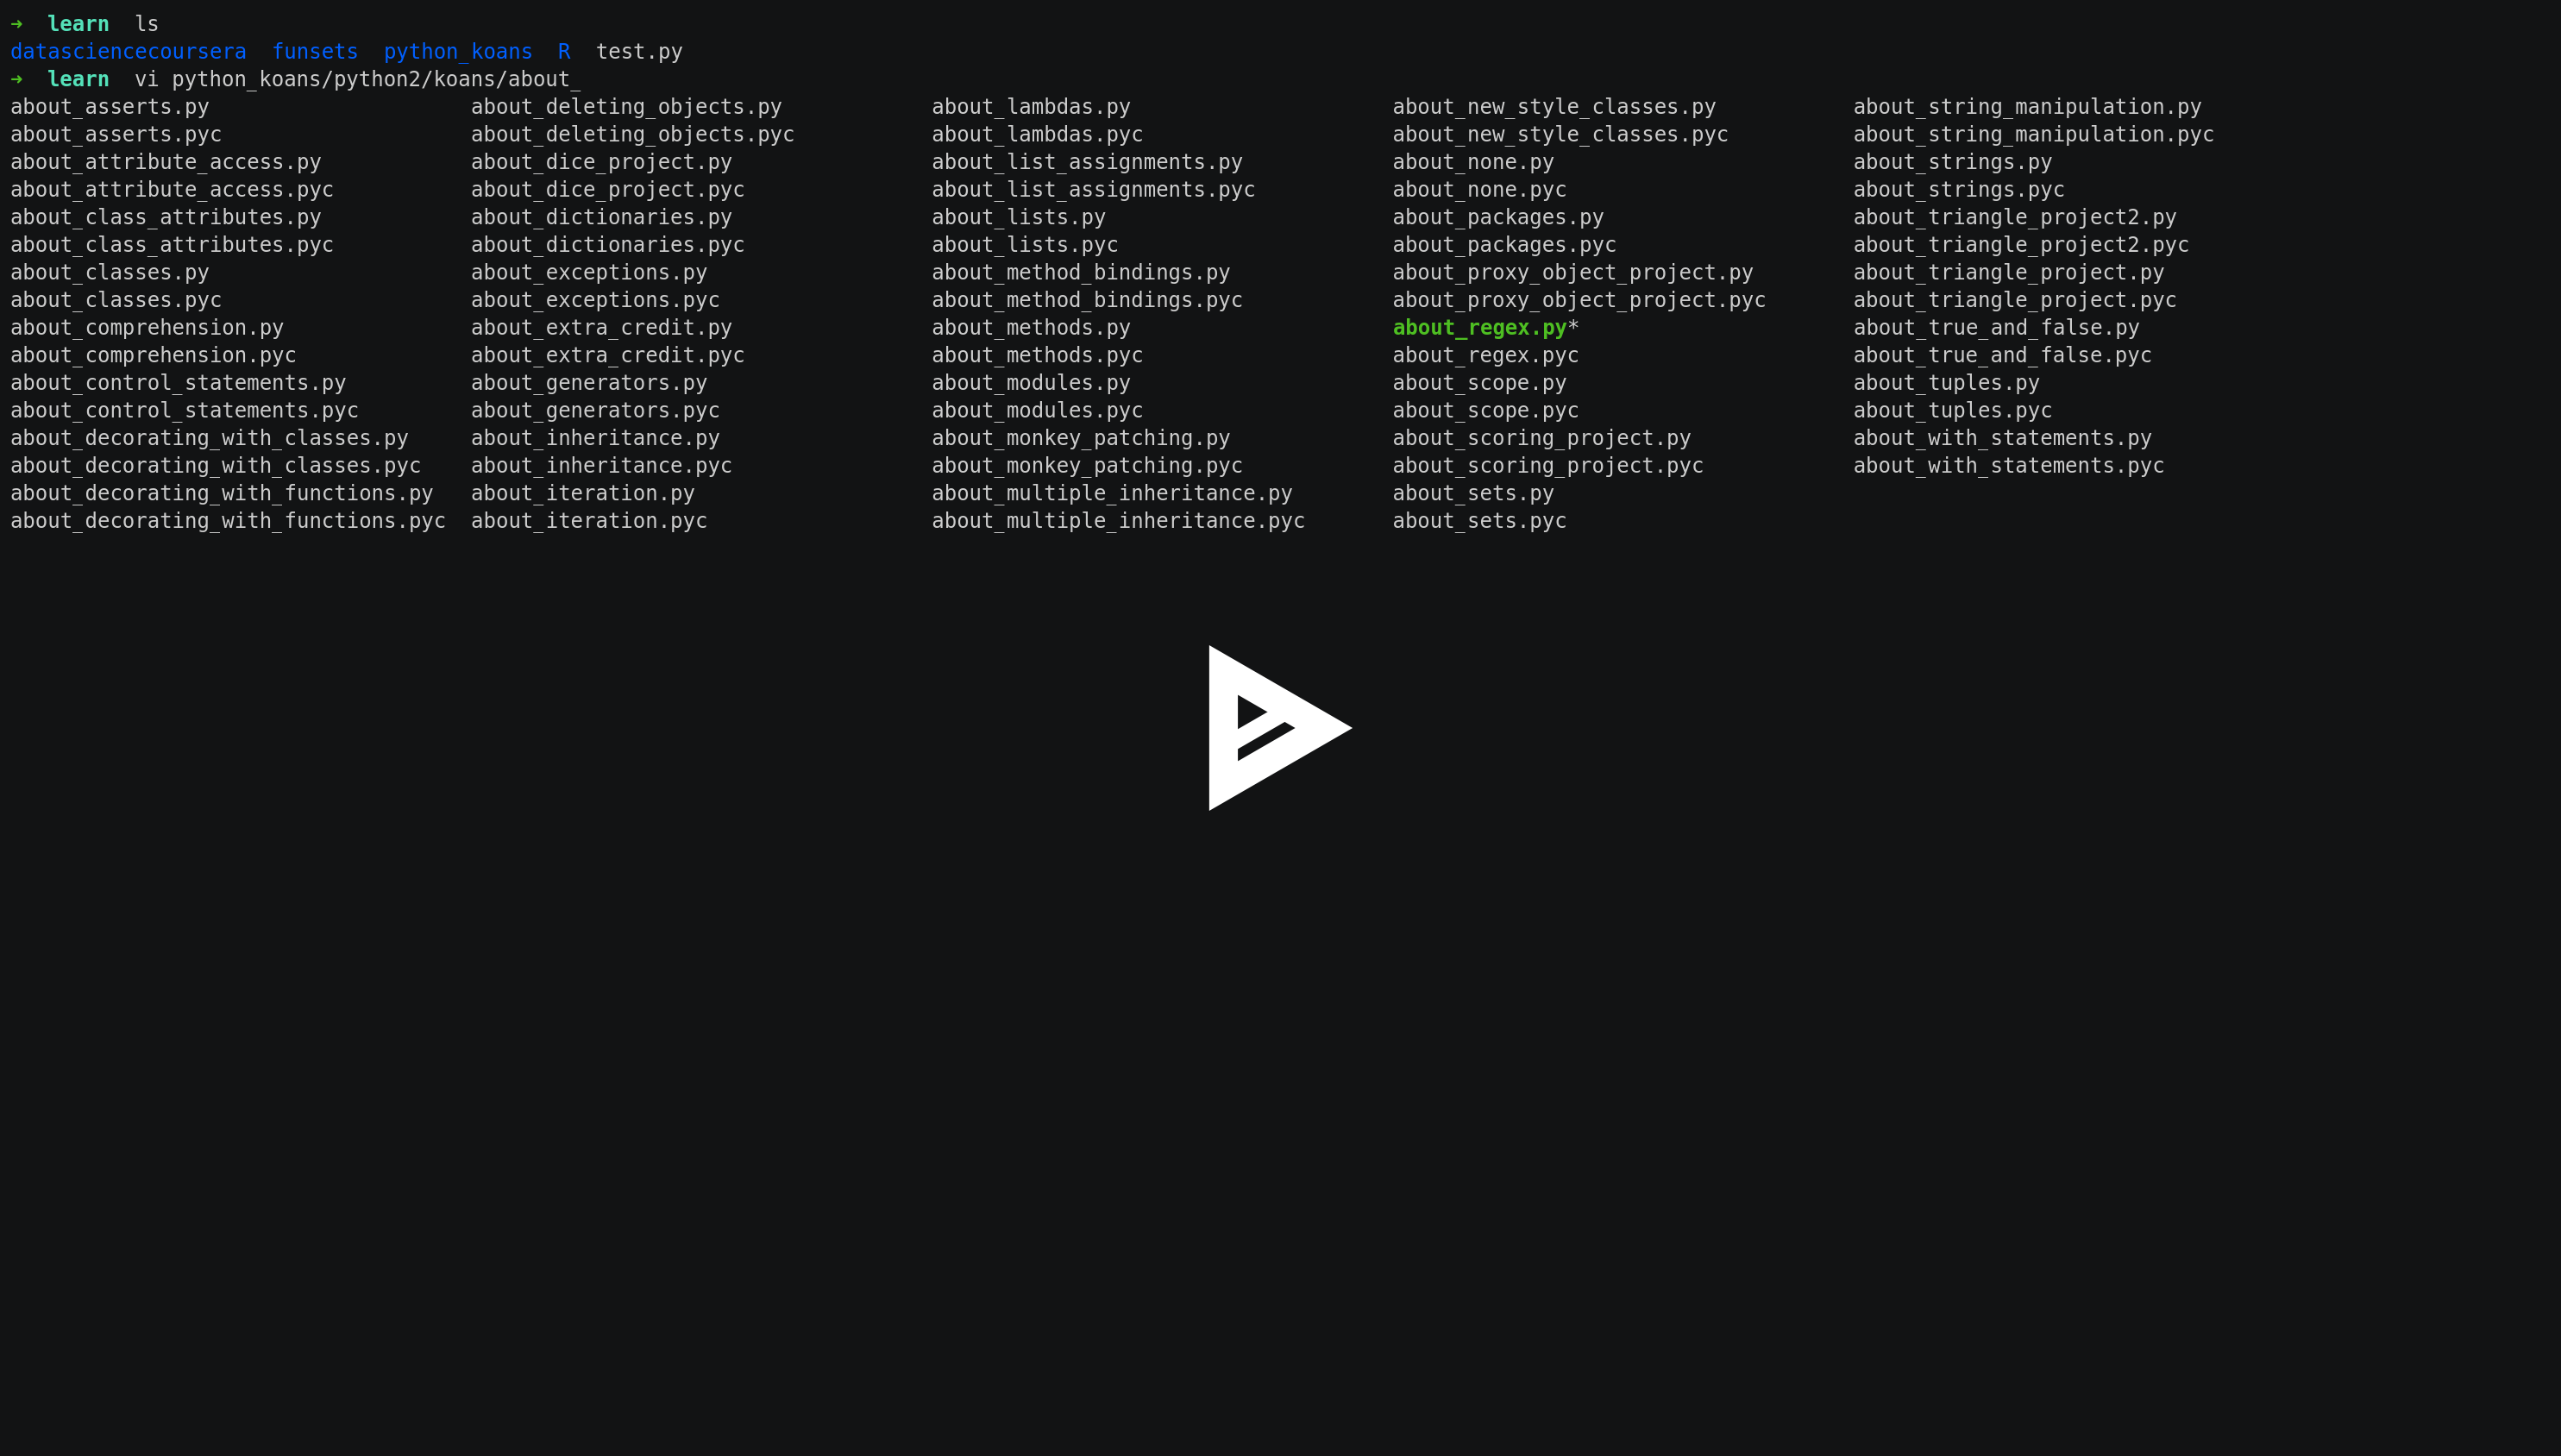 ➜  learn  ls
datasciencecoursera  funsets  python_koans  R  test.py
➜  learn  vi python_koans/python2/koans/about_
about_asserts.py  about_deleting_objects.py  about_lambdas.py  about_new_style_classes.py  about_string_manipulation.py
about_asserts.pyc  about_deleting_objects.pyc  about_lambdas.pyc  about_new_style_classes.pyc  about_string_manipulation.pyc
about_attribute_access.py  about_dice_project.py  about_list_assignments.py  about_none.py  about_strings.py
about_attribute_access.pyc  about_dice_project.pyc  about_list_assignments.pyc  about_none.pyc  about_strings.pyc
about_class_attributes.py  about_dictionaries.py  about_lists.py  about_packages.py  about_triangle_project2.py
about_class_attributes.pyc  about_dictionaries.pyc  about_lists.pyc  about_packages.pyc  about_triangle_project2.pyc
about_classes.py  about_exceptions.py  about_method_bindings.py  about_proxy_object_project.py  about_triangle_project.py
about_classes.pyc  about_exceptions.pyc  about_method_bindings.pyc  about_proxy_object_project.pyc  about_triangle_project.pyc
about_comprehension.py  about_extra_credit.py  about_methods.py  about_regex.py*  about_true_and_false.py
about_comprehension.pyc  about_extra_credit.pyc  about_methods.pyc  about_regex.pyc  about_true_and_false.pyc
about_control_statements.py  about_generators.py  about_modules.py  about_scope.py  about_tuples.py
about_control_statements.pyc  about_generators.pyc  about_modules.pyc  about_scope.pyc  about_tuples.pyc
about_decorating_with_classes.py  about_inheritance.py  about_monkey_patching.py  about_scoring_project.py  about_with_statements.py
about_decorating_with_classes.pyc  about_inheritance.pyc  about_monkey_patching.pyc  about_scoring_project.pyc  about_with_statements.pyc
about_decorating_with_functions.py  about_iteration.py  about_multiple_inheritance.py  about_sets.py
about_decorating_with_functions.pyc  about_iteration.pyc  about_multiple_inheritance.pyc  about_sets.pyc